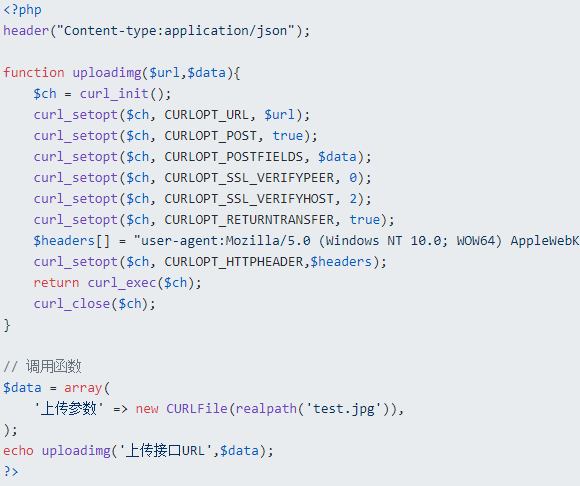 <?php
header("Content-type:application/json");
function uploadimg($url,$data){
    $ch = curl_init();
    curl_setopt($ch, CURLOPT_URL, $url);
    curl_setopt($ch, CURLOPT_POST, true);
    curl_setopt($ch, CURLOPT_POSTFIELDS, $data);
    curl_setopt($ch, CURLOPT_SSL_VERIFYPEER, 0);
    curl_setopt($ch, CURLOPT_SSL_VERIFYHOST, 2);
    curl_setopt($ch, CURLOPT_RETURNTRANSFER, true);
    $headers[] = "user-agent:Mozilla/5.0 (Windows NT 10.0; WOW64) AppleWebK
    curl_setopt($ch, CURLOPT_HTTPHEADER,$headers);
    return curl_exec($ch);
    curl_close($ch);
}
// 调用函数
$data = array(
    '上传参数' => new CURLFile(realpath('test.jpg')),
);
echo uploadimg('上传接口URL',$data);
?>